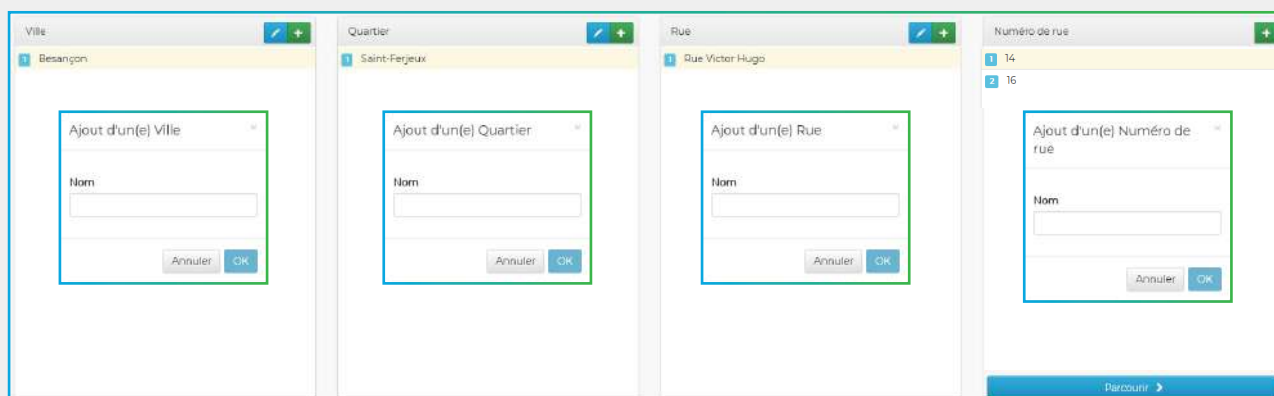 Ville
1 Besançon
Ajout d'un(e) Ville
Nom
Annuler OK
Quartier
1 Saint-Ferjeux
Ajout d'un(e) Quartier
Nom
Annuler OK
Rue
1 Rue Victor Hugo
Ajout d'un(e) Rue
Nom
Annuler OK
Numéro de rue
1 14
2 16
Ajout d'un(e) Numéro de
rue
Nom
Annuler OK
Parcourir